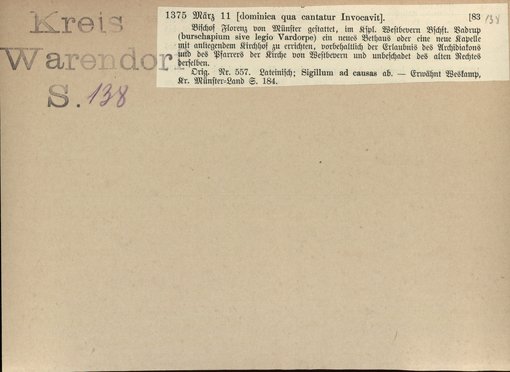 Kreis
Warendor
S. 138
1375 März 11 [dominica qua cantatur Invocavit]. [83 138
Bischof Florenz von Münster gestattet, im Kspl. Westbevern Bschft. Vadrup
(burschapium sive legio Vardorpe) ein neues Bethaus oder eine neue Kapelle
mit anliegendem Kirchhof zu errichten, vorbehaltlich der Erlaubnis des Archidiakons
und des Pfarrers der Kirche von Westbevern und unbeschadet des alten Rechtes
derselben.
Orig. Nr. 557. Lateinisch; Sigillum ad causas ab. — Erwähnt Weskamp,
Kr. Münster-Land S. 184.